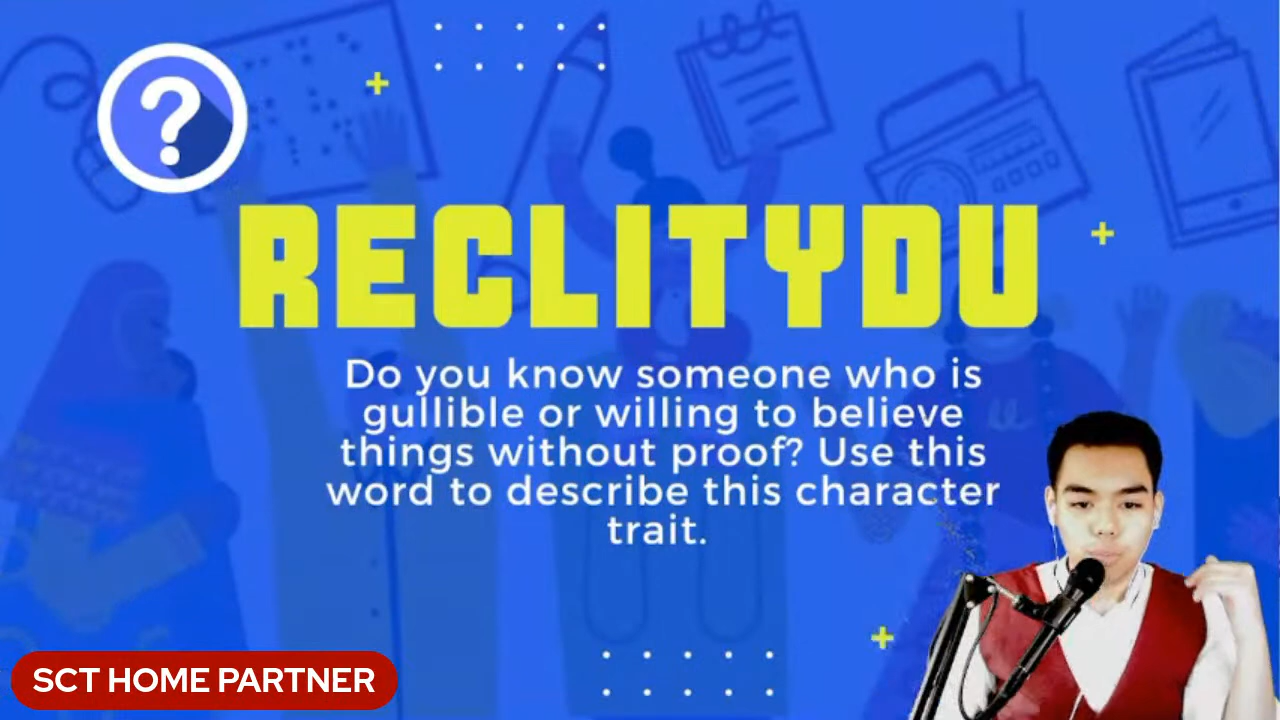 ?
RECLITYDU
Do you know someone who is
gullible or willing to believe
things without proof? Use this
word to describe this character
trait.
SCT HOME PARTNER